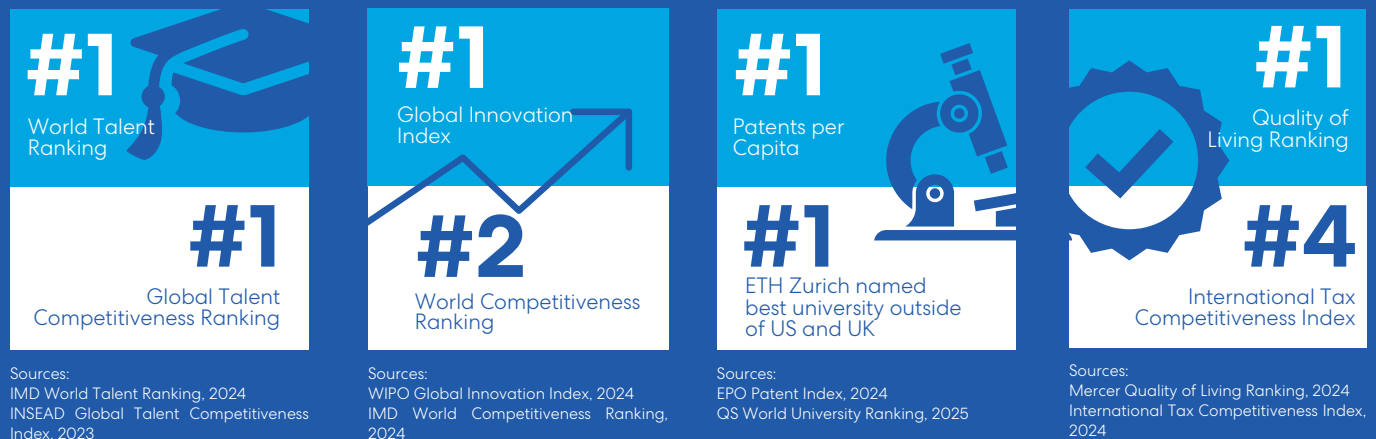 #1
World Talent
Ranking
#1
Global Talent
Competitiveness Ranking
Sources:
IMD World Talent Ranking, 2024
INSEAD Global Talent Competitiveness
Index, 2023
#1
Global Innovation
Index
#2
World Competitiveness
Ranking
Sources:
WIPO Global Innovation Index, 2024
IMD World Competitiveness Ranking,
2024
#1
Patents per
Capita
#1
ETH Zurich named
best university outside
of US and UK
Sources:
EPO Patent Index, 2024
QS World University Ranking, 2025
#1
Quality of
Living Ranking
#4
International Tax
Competitiveness Index
Sources:
Mercer Quality of Living Ranking, 2024
International Tax Competitiveness Index,
2024